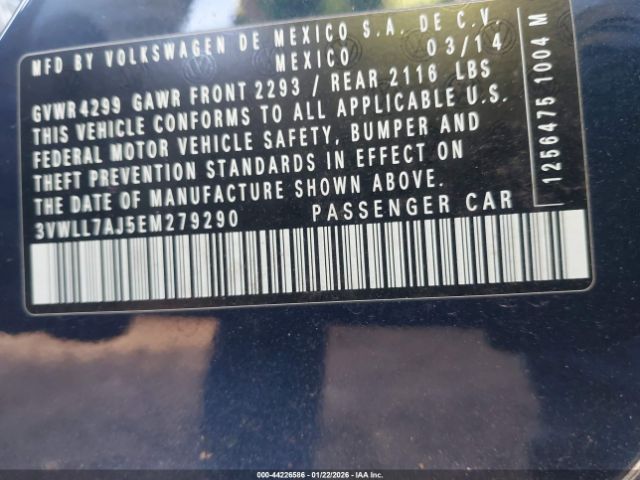 MFD BY VOLKSWAGEN DE MEXICO S.A. DE C.V.
MEXICO 03/14
GVWR 4299 GAWR FRONT 2293 / REAR 2116 LBS
THIS VEHICLE CONFORMS TO ALL APPLICABLE U.S.
FEDERAL MOTOR VEHICLE SAFETY, BUMPER AND
THEFT PREVENTION STANDARDS IN EFFECT ON
THE DATE OF MANUFACTURE SHOWN ABOVE.
3VWLL7AJ5EM279290 PASSENGER CAR
1256475 1004 M
000-44226586 - 01/22/2026 - IAA Inc.